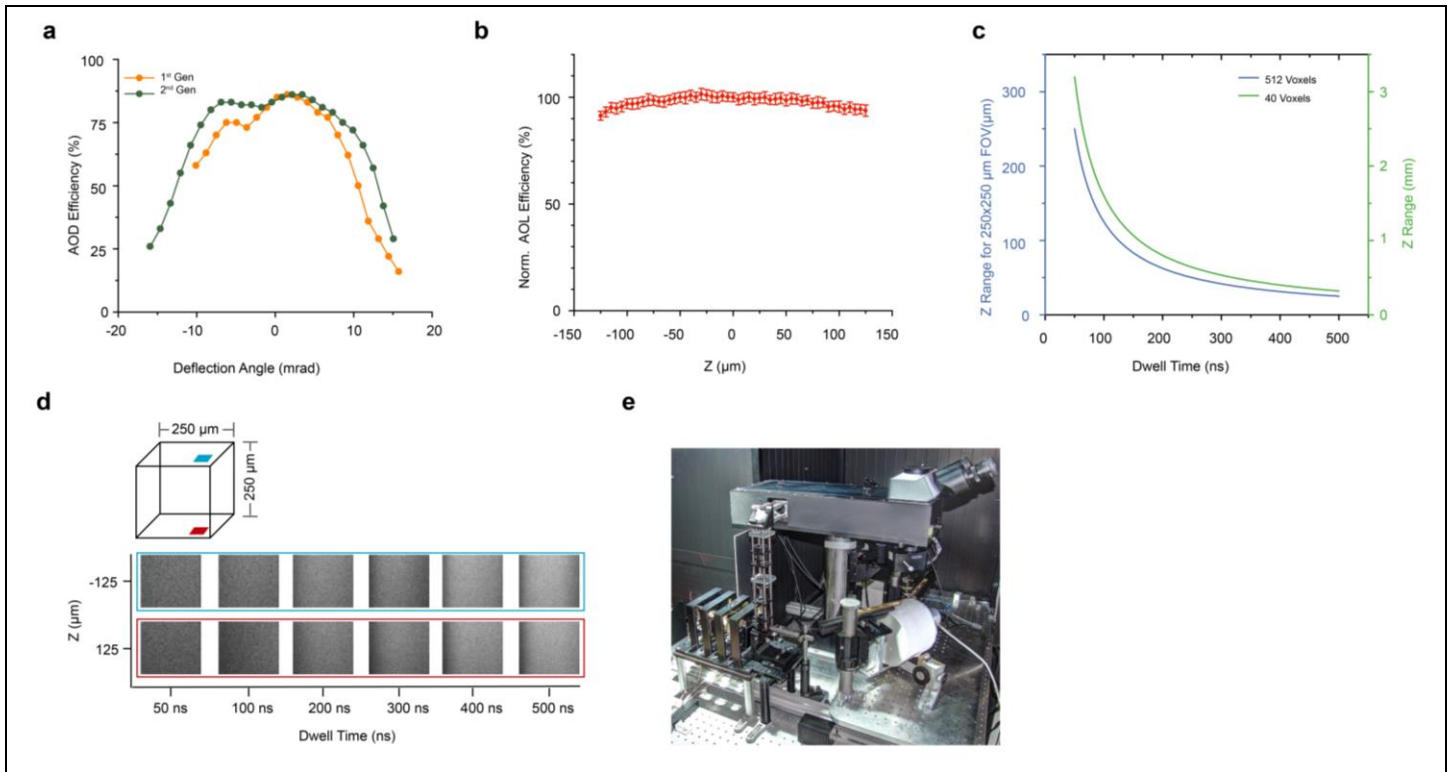 a
100
75
50
25
0
-20
-10
0
10
20
AOD Efficiency (%)
Deflection Angle (mrad)
1st Gen
2nd Gen
b
100
50
0
-150
-100
-50
0
50
100
150
Norm. AOL Efficiency (%)
Z (µm)
c
300
200
100
0
3
2
1
0
0
100
200
300
400
500
Z Range for 250x250 µm FOV(µm)
Z Range (mm)
Dwell Time (ns)
512 Voxels
40 Voxels
d
250 µm
250 µm
-125
125
Z (µm)
50 ns
100 ns
200 ns
300 ns
400 ns
500 ns
Dwell Time (ns)
e